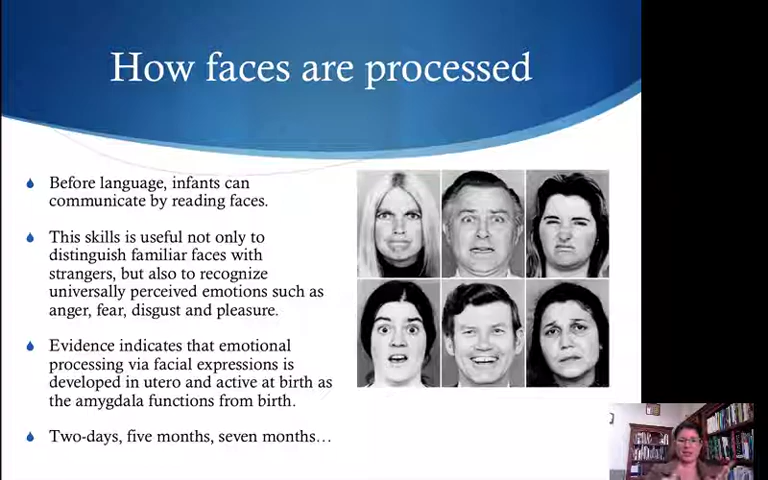 How faces are processed
Before language, infants can
communicate by reading faces.
This skills is useful not only to
distinguish familiar faces with
strangers, but also to recognize
universally perceived emotions such as
anger, fear, disgust and pleasure.
Evidence indicates that emotional
processing via facial expressions is
developed in utero and active at birth as
the amygdala functions from birth.
Two-days, five months, seven months…